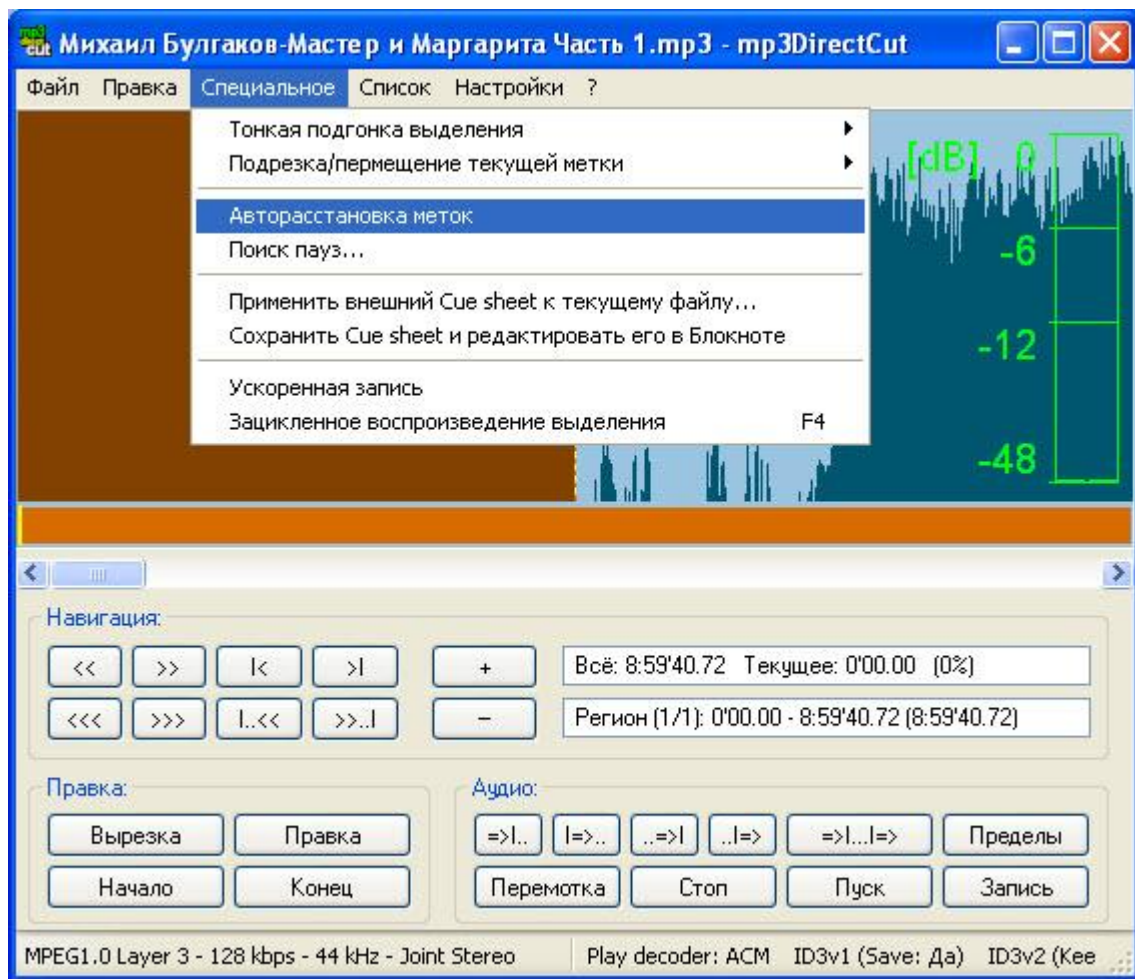 Михаил Булгаков-Мастер и Маргарита Часть 1.mp3 - mp3DirectCut
Файл Правка Специальное Список Настройки ?
Тонкая подгонка выделения
Подрезка/пермещение текущей метки
Авторасстановка меток
Поиск пауз...
Применить внешний Cue sheet к текущему файлу...
Сохранить Cue sheet и редактировать его в Блокноте
Ускоренная запись
Зацикленное воспроизведение выделения F4
[dB] 0
-6
-12
-48
Навигация:
<< >> |< >| +
Всё: 8:59'40.72 Текущее: 0'00.00 (0%)
<<< >>> |..<< >>..| –
Регион (1/1): 0'00.00 - 8:59'40.72 (8:59'40.72)
Правка:
Вырезка Правка
Начало Конец
Аудио:
=>|.. |=>.. ..=>| ..|=> =>|...|=> Пределы
Перемотка Стоп Пуск Запись
MPEG1.0 Layer 3 - 128 kbps - 44 kHz - Joint Stereo Play decoder: ACM ID3v1 (Save: Да) ID3v2 (Kee